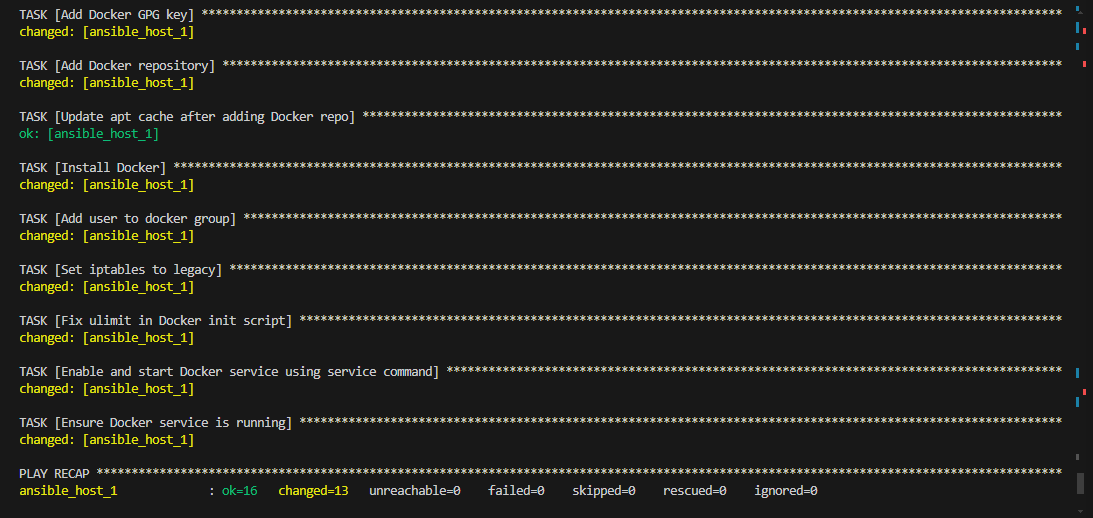 TASK [Add Docker GPG key] ***************************************************************************************************************************
changed: [ansible_host_1]
TASK [Add Docker repository] ************************************************************************************************************************
changed: [ansible_host_1]
TASK [Update apt cache after adding Docker repo] ****************************************************************************************************
ok: [ansible_host_1]
TASK [Install Docker] *******************************************************************************************************************************
changed: [ansible_host_1]
TASK [Add user to docker group] *********************************************************************************************************************
changed: [ansible_host_1]
TASK [Set iptables to legacy] ***********************************************************************************************************************
changed: [ansible_host_1]
TASK [Fix ulimit in Docker init script] *************************************************************************************************************
changed: [ansible_host_1]
TASK [Enable and start Docker service using service command] ****************************************************************************************
changed: [ansible_host_1]
TASK [Ensure Docker service is running] *************************************************************************************************************
changed: [ansible_host_1]
PLAY RECAP ******************************************************************************************************************************************
ansible_host_1             : ok=16   changed=13   unreachable=0    failed=0    skipped=0    rescued=0    ignored=0